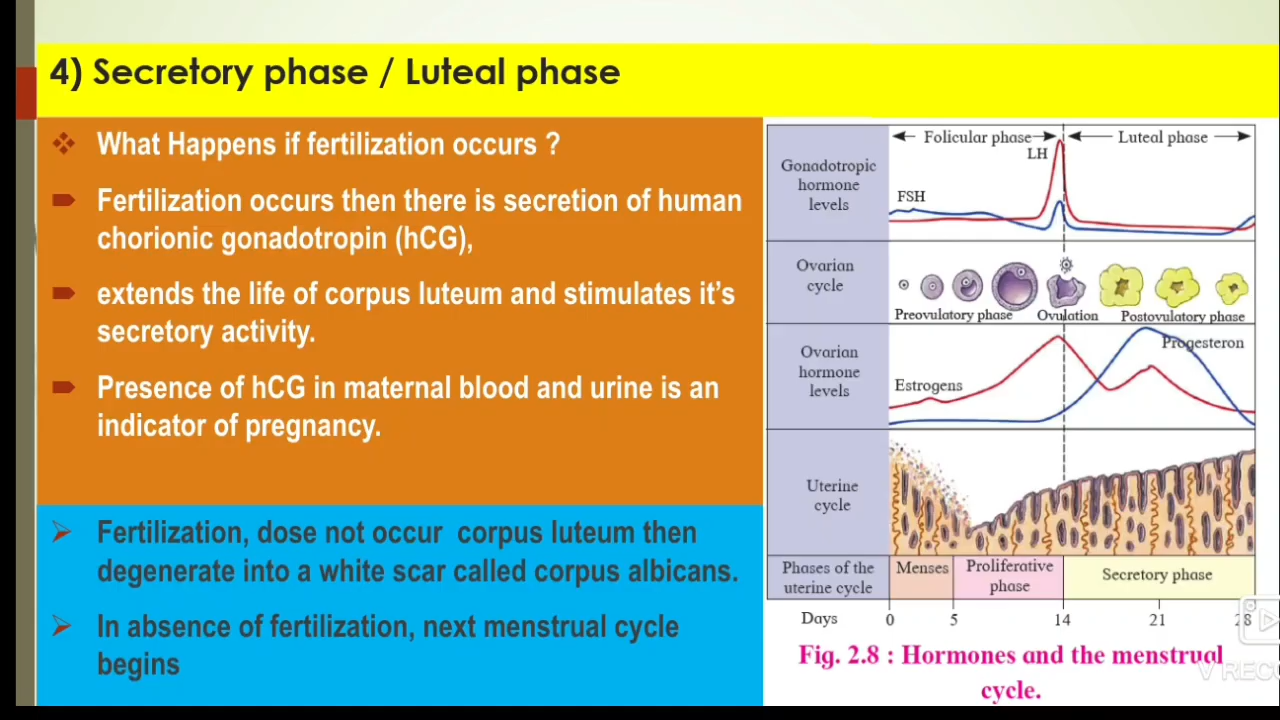 4) Secretory phase / Luteal phase
What Happens if fertilization occurs ?
Fertilization occurs then there is secretion of human
chorionic gonadotropin (hCG),
extends the life of corpus luteum and stimulates it's
secretory activity.
Presence of hCG in maternal blood and urine is an
indicator of pregnancy.
Fertilization, dose not occur corpus luteum then
degenerate into a white scar called corpus albicans.
In absence of fertilization, next menstrual cycle
begins
Folicular phase
Luteal phase
Gonadotropic
hormone
levels
LH
FSH
Ovarian
cycle
Preovulatory phase
Ovulation
Postovulatory phase
Ovarian
hormone
levels
Progesteron
Estrogens
Uterine
cycle
Phases of the
uterine cycle
Menses
Proliferative
phase
Secretory phase
Days
0
5
14
21
28
Fig. 2.8 : Hormones and the menstrual
cycle.